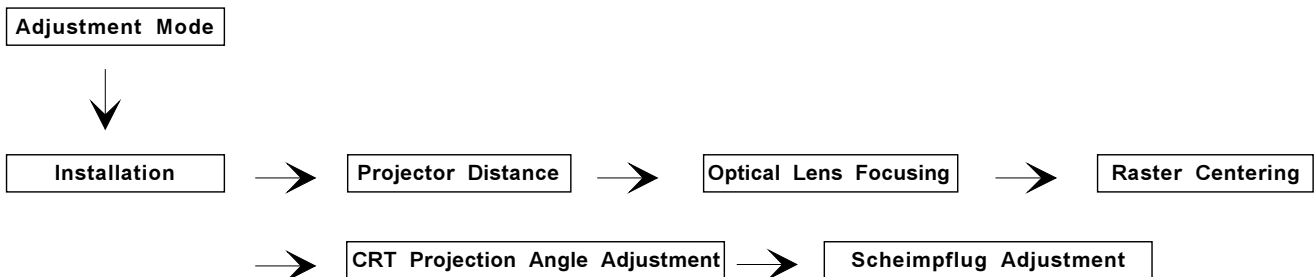 Adjustment Mode
Installation
Projector Distance
Optical Lens Focusing
Raster Centering
CRT Projection Angle Adjustment
Scheimpflug Adjustment